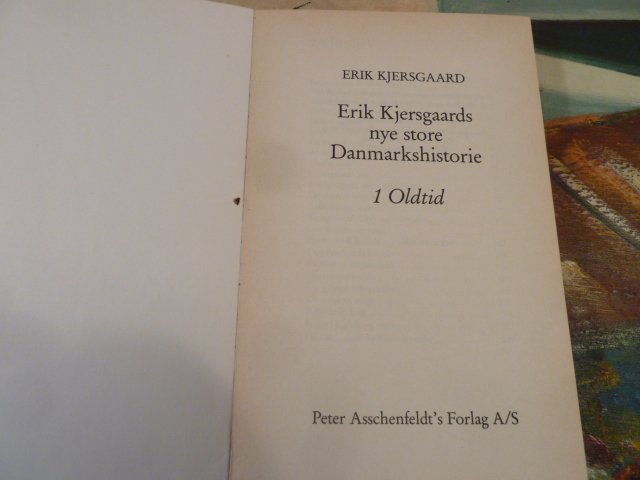 ERIK KJERSGAARD
Erik Kjersgaards
nye store
Danmarkshistorie
1 Oldtid
Peter Asschenfeldt's Forlag A/S